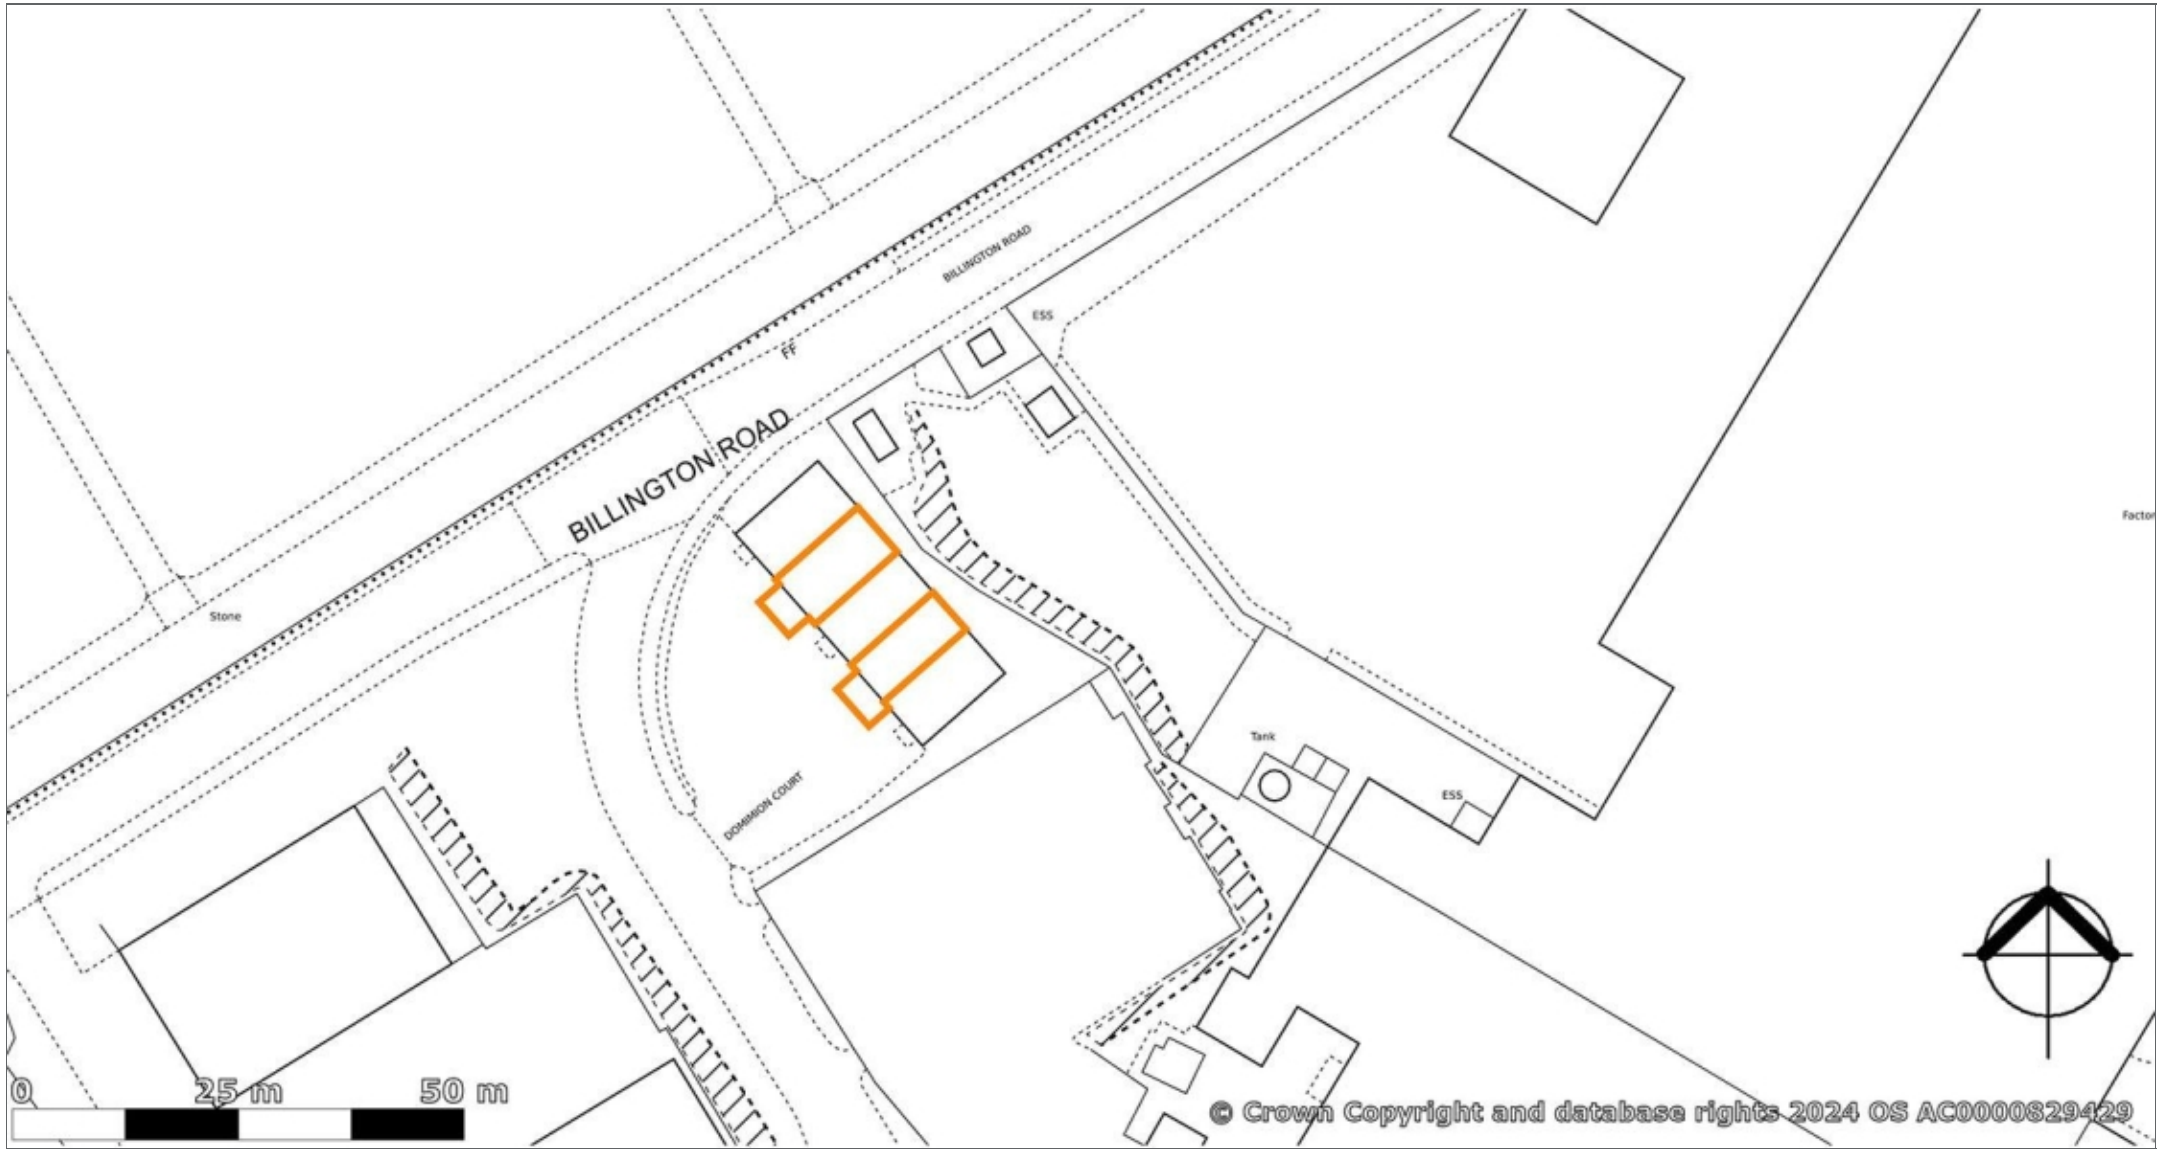 BILLINGTON ROAD
ESS
FF
BILLINGTON ROAD
Factor
Stone
Tank
ESS
DOMIMION COURT
0 25 m 50 m
© Crown Copyright and database rights 2024 OS AC0000829429